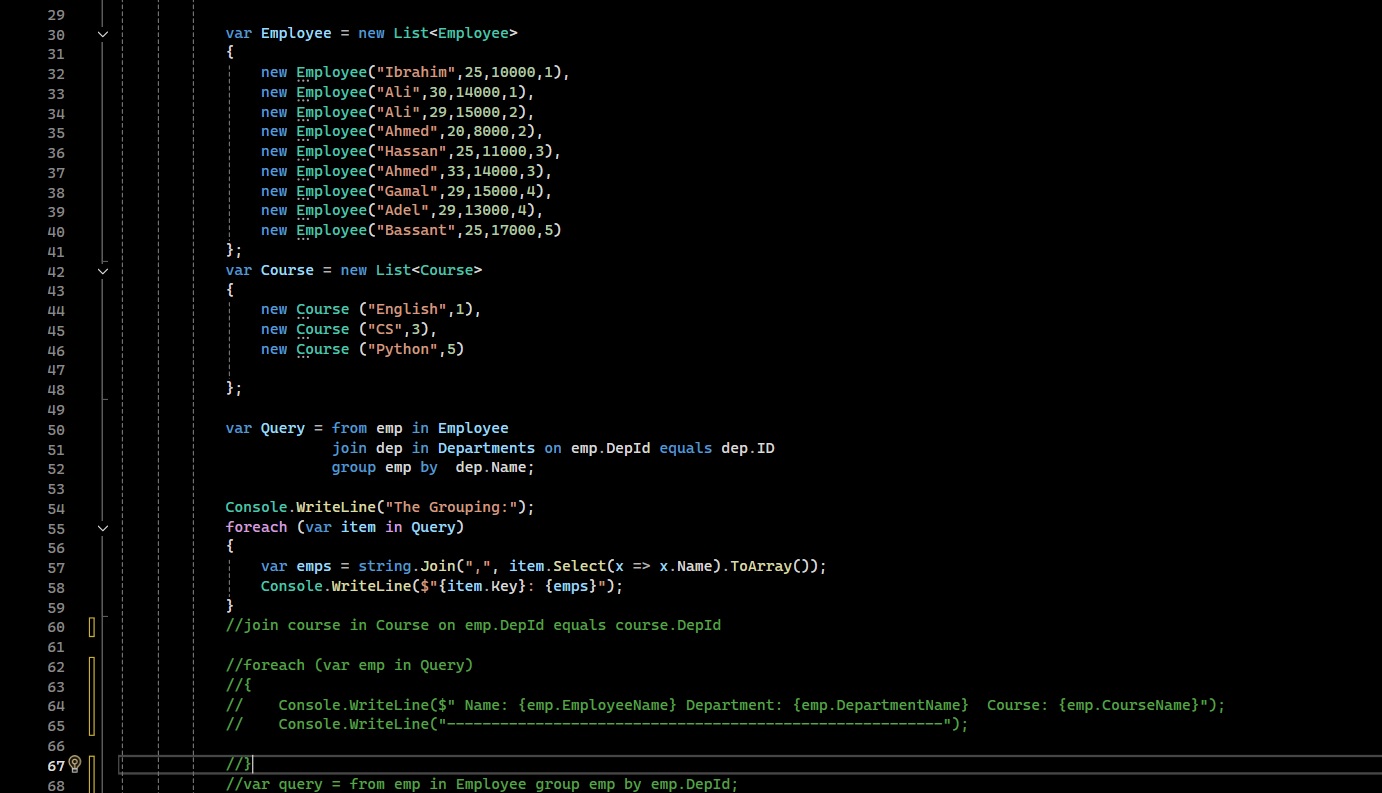 29
30 var Employee = new List<Employee>
31 {
32 new Employee("Ibrahim",25,10000,1),
33 new Employee("Ali",30,14000,1),
34 new Employee("Ali",29,15000,2),
35 new Employee("Ahmed",20,8000,2),
36 new Employee("Hassan",25,11000,3),
37 new Employee("Ahmed",33,14000,3),
38 new Employee("Gamal",29,15000,4),
39 new Employee("Adel",29,13000,4),
40 new Employee("Bassant",25,17000,5)
41 };
42 var Course = new List<Course>
43 {
44 new Course ("English",1),
45 new Course ("CS",3),
46 new Course ("Python",5)
47
48 };
49
50 var Query = from emp in Employee
51 join dep in Departments on emp.DepId equals dep.ID
52 group emp by  dep.Name;
53
54 Console.WriteLine("The Grouping:");
55 foreach (var item in Query)
56 {
57 var emps = string.Join(",", item.Select(x => x.Name).ToArray());
58 Console.WriteLine($"{item.Key}: {emps}");
59 }
60 //join course in Course on emp.DepId equals course.DepId
61
62 //foreach (var emp in Query)
63 //{
64 //    Console.WriteLine($" Name: {emp.EmployeeName} Department: {emp.DepartmentName}  Course: {emp.CourseName}");
65 //    Console.WriteLine("--------------------------------------------------------");
66
67 //}
68 //var query = from emp in Employee group emp by emp.DepId;